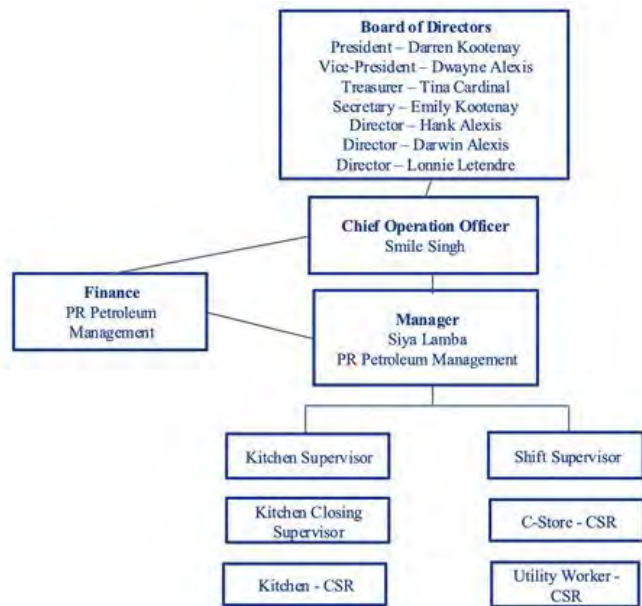 Board of Directors
President – Darren Kootenay
Vice-President – Dwayne Alexis
Treasurer – Tina Cardinal
Secretary – Emily Kootenay
Director – Hank Alexis
Director – Darwin Alexis
Director – Lonnie Letendre
Chief Operation Officer
Smile Singh
Finance
PR Petroleum
Management
Manager
Siya Lamba
PR Petroleum Management
Kitchen Supervisor
Shift Supervisor
Kitchen Closing
Supervisor
C-Store - CSR
Kitchen - CSR
Utility Worker -
CSR